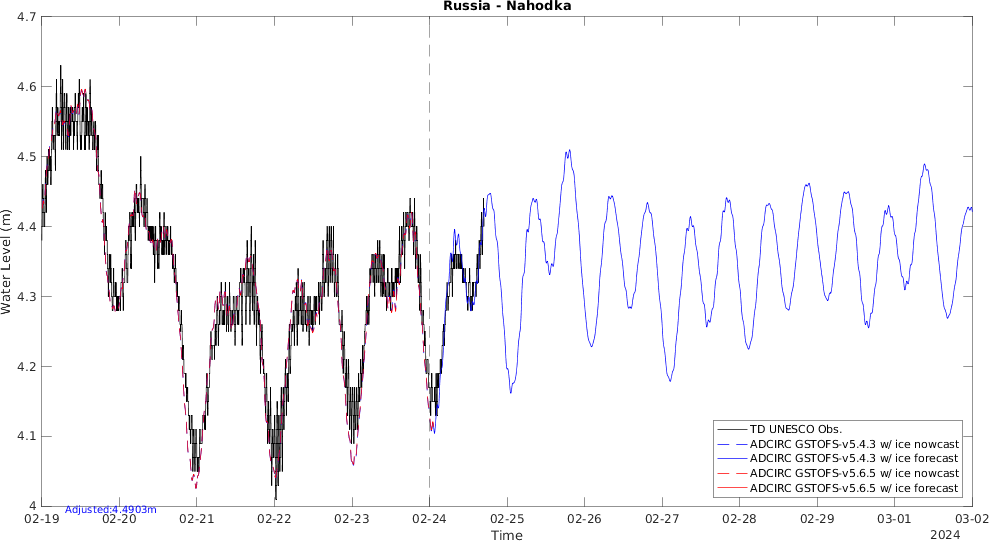 Russia - Nahodka
4.7
4.6
4.5
4.4
4.3
4.2
4.1
4
Water Level (m)
TD UNESCO Obs.
ADCIRC GSTOFS-v5.4.3 w/ ice nowcast
ADCIRC GSTOFS-v5.4.3 w/ ice forecast
ADCIRC GSTOFS-v5.6.5 w/ ice nowcast
ADCIRC GSTOFS-v5.6.5 w/ ice forecast
Adjusted:4.4903m
02-19 02-20 02-21 02-22 02-23 02-24 02-25 02-26 02-27 02-28 02-29 03-01 03-02
Time
2024